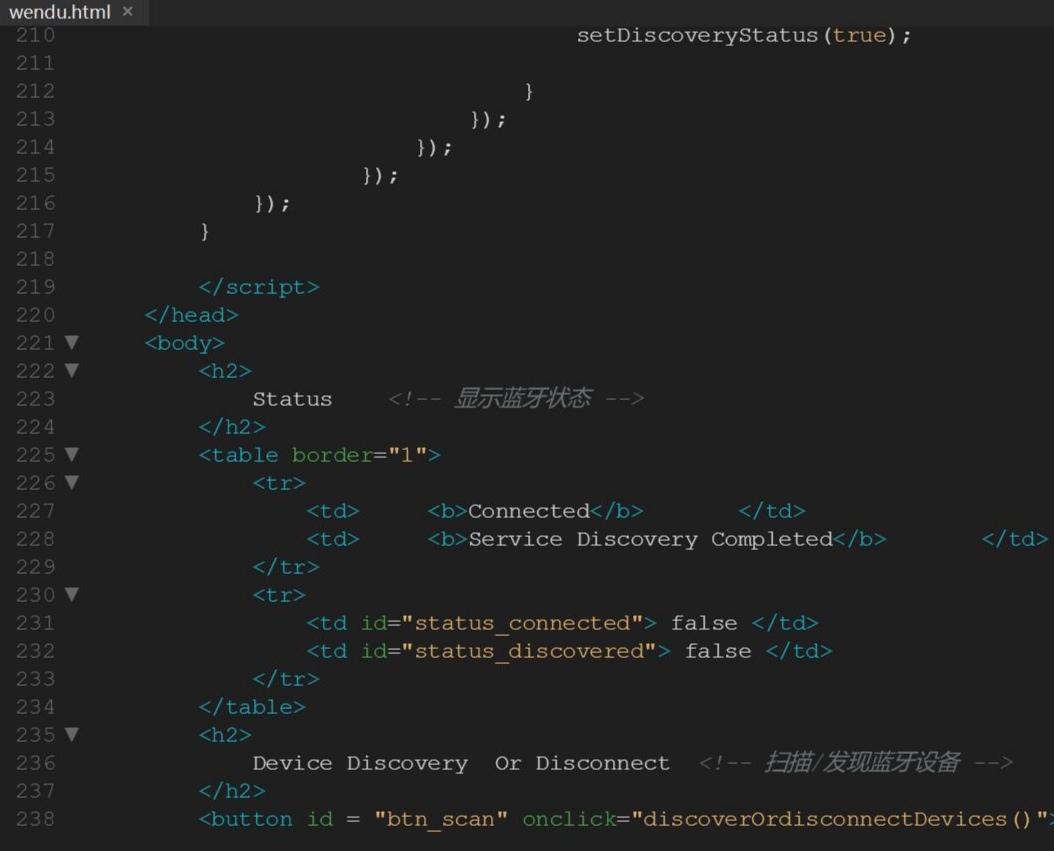 wendu.html ×
210 setDiscoveryStatus(true);
211
212 }
213 });
214 });
215 });
216 });
217 }
218
219 </script>
220 </head>
221 <body>
222 <h2>
223 Status <!-- 显示蓝牙状态 -->
224 </h2>
225 <table border="1">
226 <tr>
227 <td> <b>Connected</b> </td>
228 <td> <b>Service Discovery Completed</b> </td>
229 </tr>
230 <tr>
231 <td id="status_connected"> false </td>
232 <td id="status_discovered"> false </td>
233 </tr>
234 </table>
235 <h2>
236 Device Discovery Or Disconnect <!-- 扫描/发现蓝牙设备 -->
237 </h2>
238 <button id = "btn_scan" onclick="discoverOrdisconnectDevices()">